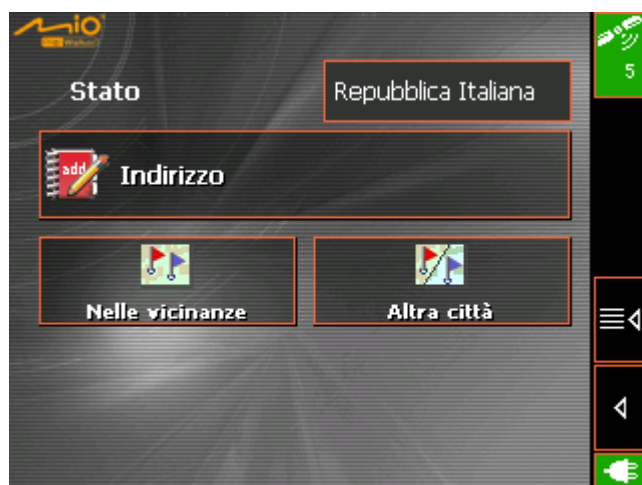 Mio
5
Stato
Repubblica Italiana
add
Indirizzo
Nelle vicinanze
Altra città